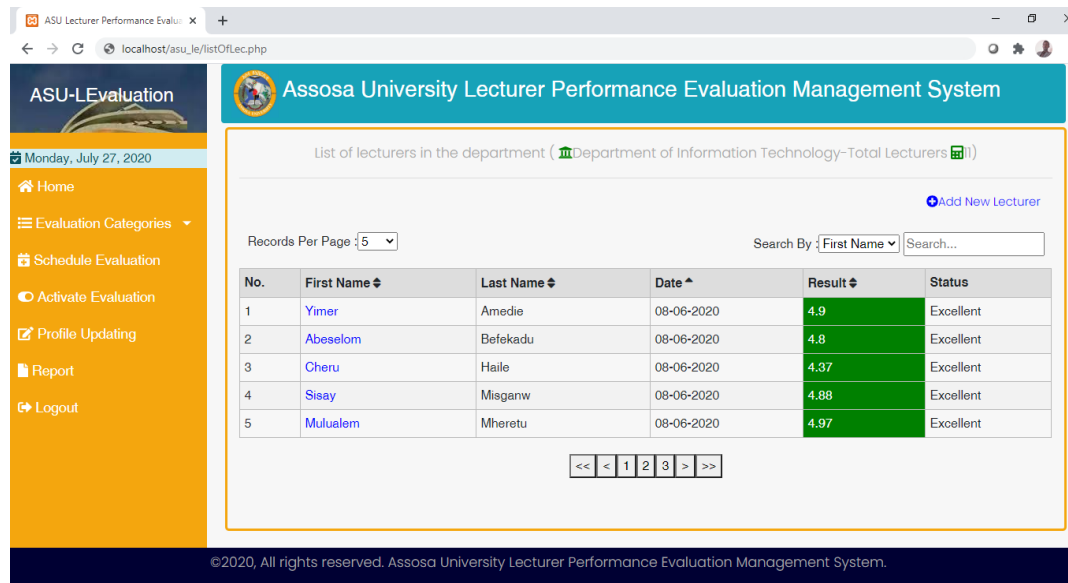 ASU Lecturer Performance Evalua
localhost/asu_le/listOfLec.php
ASU-LEvaluation
Assosa University Lecturer Performance Evaluation Management System
Monday, July 27, 2020
Home
Evaluation Categories
Schedule Evaluation
Activate Evaluation
Profile Updating
Report
Logout
List of lecturers in the department ( Department of Information Technology-Total Lecturers 11)
Add New Lecturer
Records Per Page : 5 Search By : First Name Search...
No. First Name Last Name Date Result Status
1 Yimer Amedie 08-06-2020 4.9 Excellent
2 Abeselom Befekadu 08-06-2020 4.8 Excellent
3 Cheru Haile 08-06-2020 4.37 Excellent
4 Sisay Misganw 08-06-2020 4.88 Excellent
5 Mulualem Mheretu 08-06-2020 4.97 Excellent
<< < 1 2 3 > >>
©2020, All rights reserved. Assosa University Lecturer Performance Evaluation Management System.